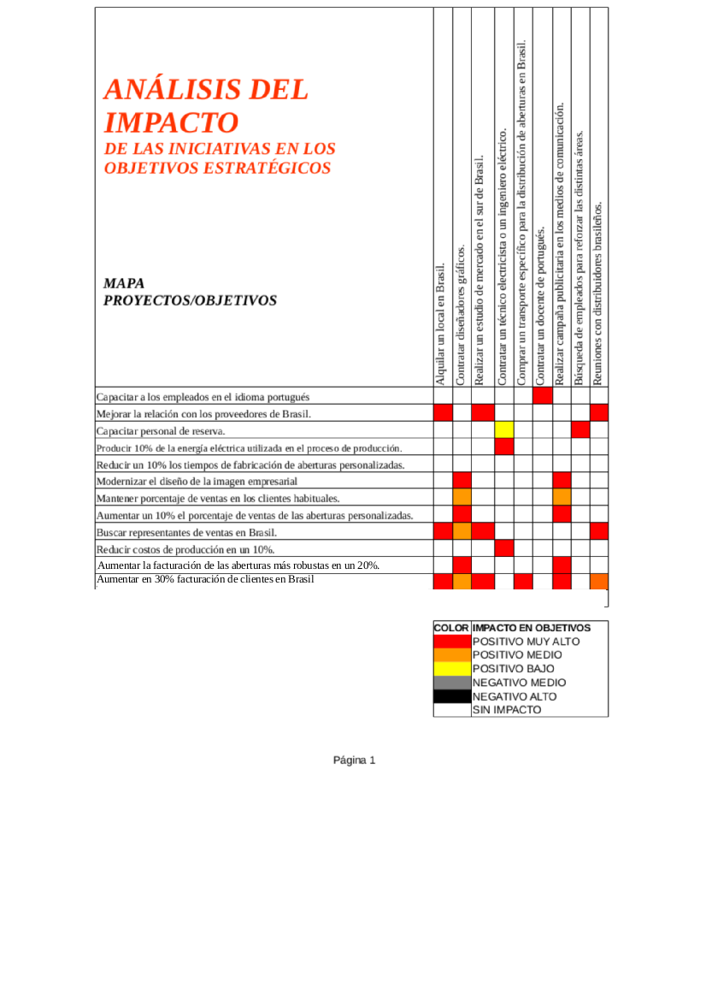 ANÁLISIS DEL
IMPACTO
DE LAS INICIATIVAS EN LOS
OBJETIVOS ESTRATÉGICOS
MAPA
PROYECTOS/OBJETIVOS
Alquilar un local en Brasil.
Contratar diseñadores gráficos.
Realizar un estudio de mercado en el sur de Brasil.
Contratar un técnico electricista o un ingeniero eléctrico.
Comprar un transporte específico para la distribución de aberturas en Brasil.
Contratar un docente de portugués.
Realizar campaña publicitaria en los medios de comunicación.
Búsqueda de empleados para reforzar las distintas áreas.
Reuniones con distribuidores brasileños.
Capacitar a los empleados en el idioma portugués
Mejorar la relación con los proveedores de Brasil.
Capacitar personal de reserva.
Producir 10% de la energía eléctrica utilizada en el proceso de producción.
Reducir un 10% los tiempos de fabricación de aberturas personalizadas.
Modernizar el diseño de la imagen empresarial
Mantener porcentaje de ventas en los clientes habituales.
Aumentar un 10% el porcentaje de ventas de las aberturas personalizadas.
Buscar representantes de ventas en Brasil.
Reducir costos de producción en un 10%.
Aumentar la facturación de las aberturas más robustas en un 20%.
Aumentar en 30% facturación de clientes en Brasil
COLOR IMPACTO EN OBJETIVOS
POSITIVO MUY ALTO
POSITIVO MEDIO
POSITIVO BAJO
NEGATIVO MEDIO
NEGATIVO ALTO
SIN IMPACTO
Página 1